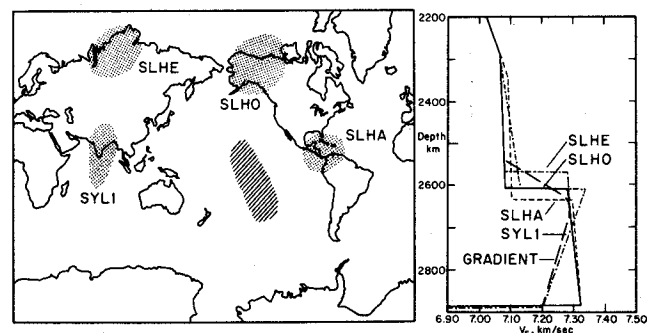 SLHE
SLHO
SLHA
SYL1
2200
2400
Depth
km
2600
2800
SLHE
SLHO
SLHA
SYL1
GRADIENT
6.90 7.00 7.10 7.20 7.30 7.40 7.50
km/sec